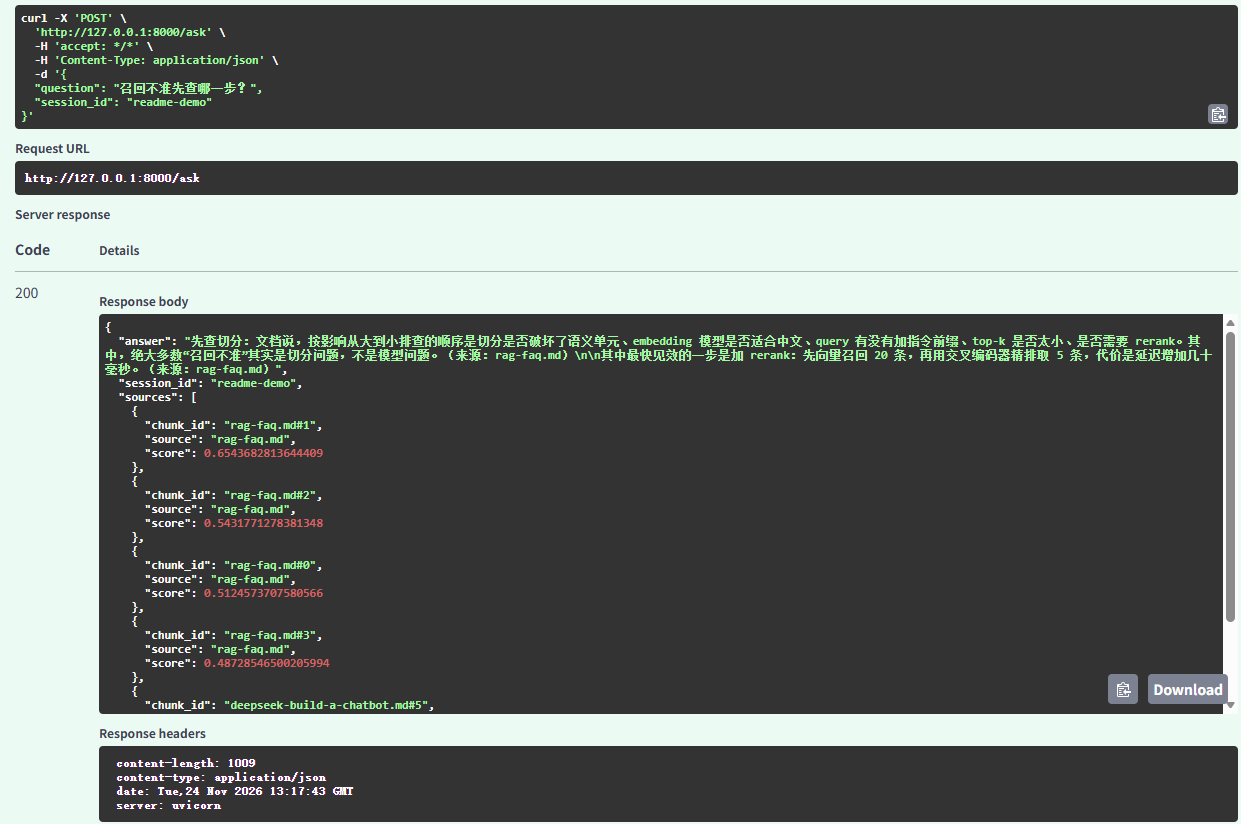 curl -X 'POST' \
  'http://127.0.0.1:8000/ask' \
  -H 'accept: */*' \
  -H 'Content-Type: application/json' \
  -d '{
  "question": "召回不准先查哪一步？",
  "session_id": "readme-demo"
}'
Request URL
http://127.0.0.1:8000/ask
Server response
Code Details
200
Response body
{
  "answer": "先查切分：文档说，按影响从大到小排查的顺序是切分是否破坏了语义单元、embedding 模型是否适合中文、query 有没有加指令前缀、top-k 是否太小、是否需要 rerank。其
中，绝大多数“召回不准”其实是切分问题，不是模型问题。（来源：rag-faq.md）\n\n其中最快见效的一步是加 rerank：先向量召回 20 条，再用交叉编码器精排取 5 条，代价是延迟增加几十
毫秒。（来源：rag-faq.md）",
  "session_id": "readme-demo",
  "sources": [
    {
      "chunk_id": "rag-faq.md#1",
      "source": "rag-faq.md",
      "score": 0.6543682813644409
    },
    {
      "chunk_id": "rag-faq.md#2",
      "source": "rag-faq.md",
      "score": 0.5431771278381348
    },
    {
      "chunk_id": "rag-faq.md#0",
      "source": "rag-faq.md",
      "score": 0.5124573707580566
    },
    {
      "chunk_id": "rag-faq.md#3",
      "source": "rag-faq.md",
      "score": 0.48728546500205994
    },
    {
      "chunk_id": "deepseek-build-a-chatbot.md#5",
Download
Response headers
content-length: 1009
content-type: application/json
date: Tue,24 Nov 2026 13:17:43 GMT
server: uvicorn